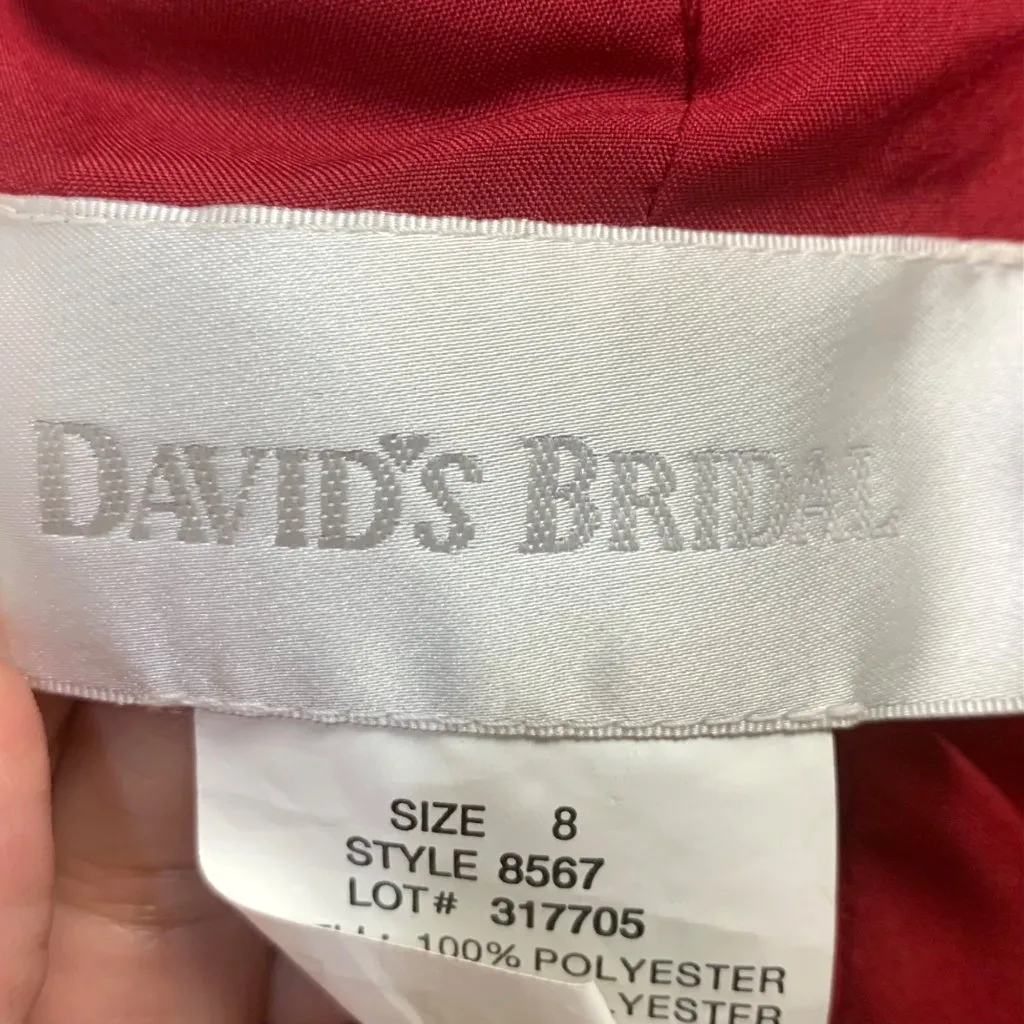 DAVID'S BRIDAL
SIZE 8
STYLE 8567
LOT# 317705
100% POLYESTER